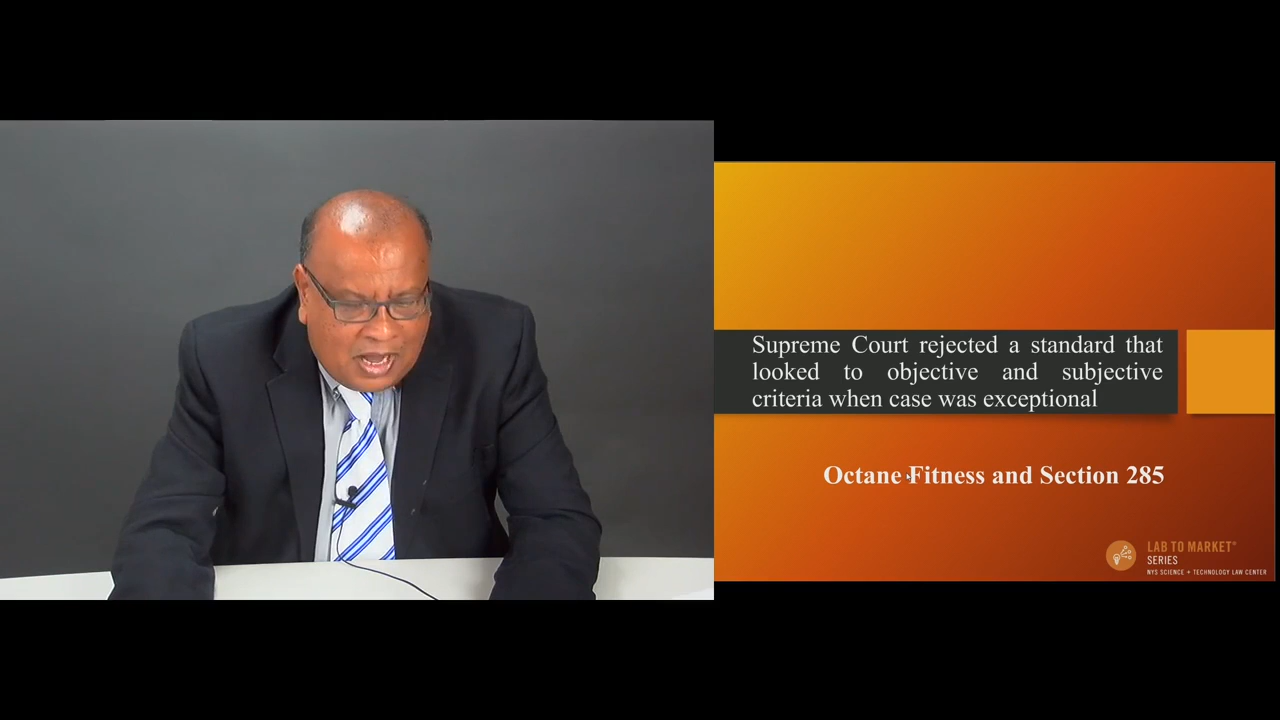 Supreme Court rejected a standard that
looked to objective and subjective
criteria when case was exceptional
Octane Fitness and Section 285
LAB TO MARKET®
SERIES
NYS SCIENCE + TECHNOLOGY LAW CENTER